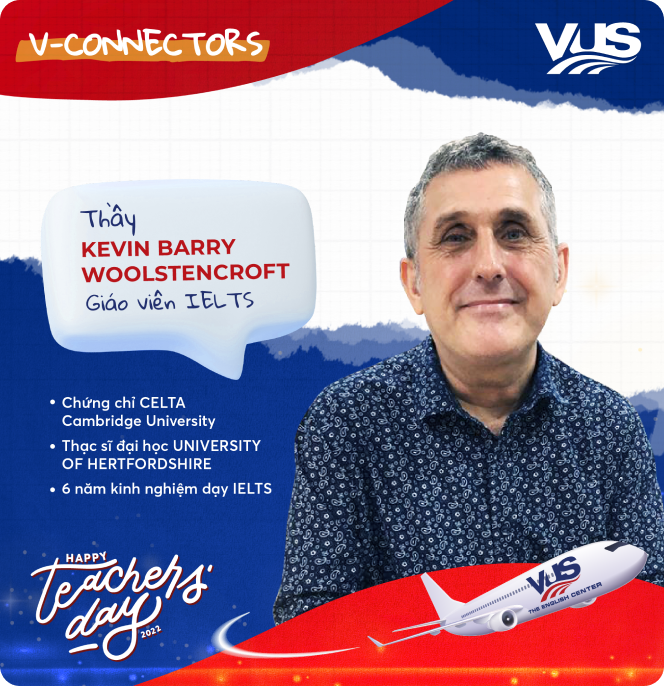 V-CONNECTORS
VUS
Thầy
KEVIN BARRY
WOOLSTENCROFT
Giáo viên IELTS
• Chứng chỉ CELTA
Cambridge University
• Thạc sĩ đại học UNIVERSITY
OF HERTFORDSHIRE
• 6 năm kinh nghiệm dạy IELTS
HAPPY
teachers'
day
2022
VUS
THE ENGLISH CENTER